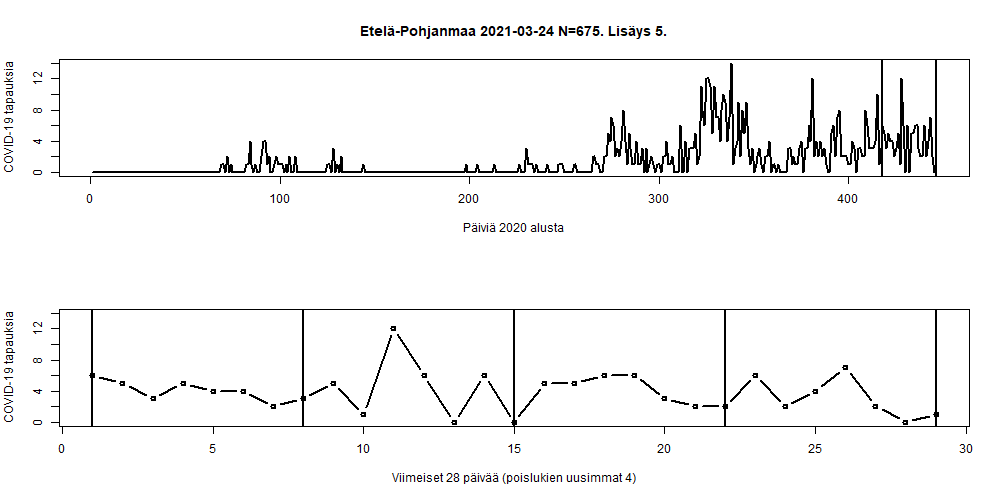 Etelä-Pohjanmaa 2021-03-24 N=675. Lisäys 5.
COVID-19 tapauksia
12
8
4
0
0 100 200 300 400
Päiviä 2020 alusta
COVID-19 tapauksia
12
8
4
0
0 5 10 15 20 25 30
Viimeiset 28 päivää (poislukien uusimmat 4)